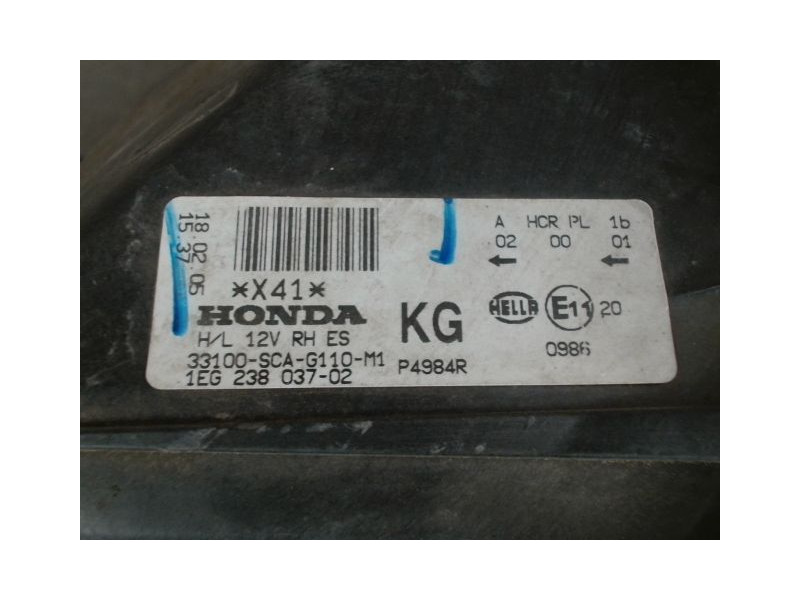 18.02.05
15.37
*X41*
HONDA
H/L 12V RH ES
33100-SCA-G110-M1
1EG 238 037-02
KG
P4984R
A HCR PL 1b
02 00 01
HELLA E11 20
0986